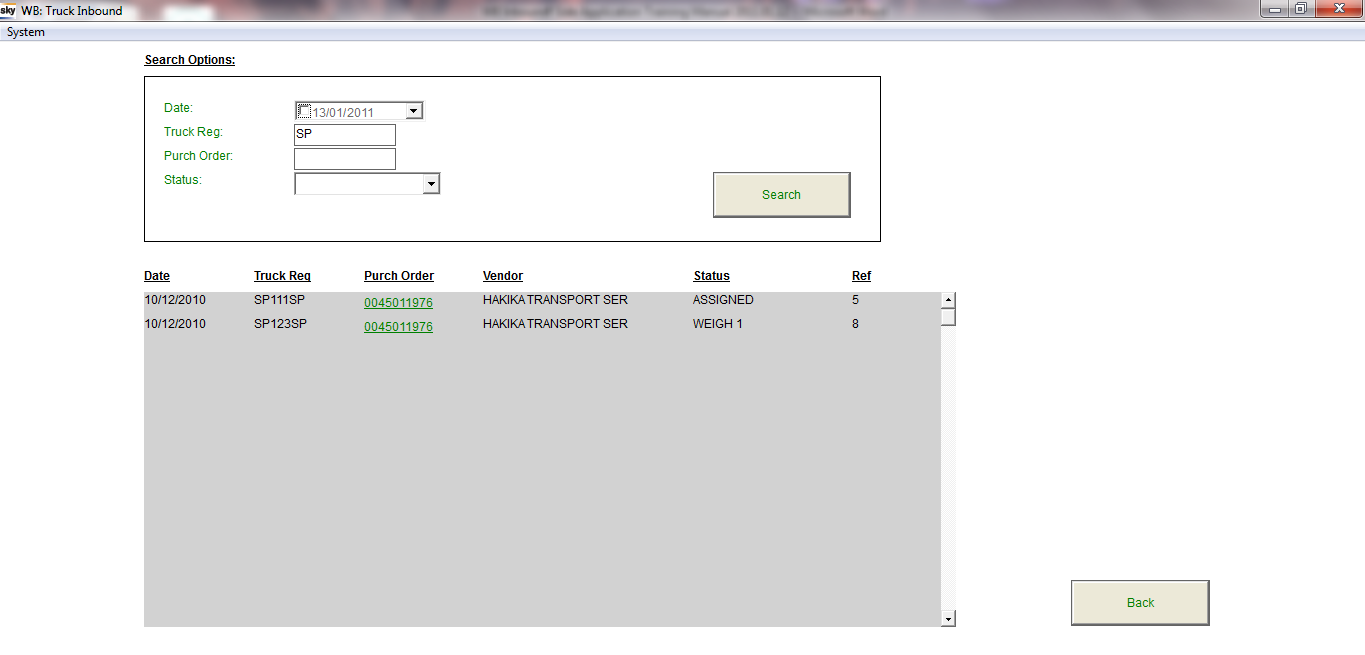 sky WB: Truck Inbound
System
Search Options:
Date: 13/01/2011
Truck Reg: SP
Purch Order:
Status:
Search
Date Truck Reg Purch Order Vendor Status Ref
10/12/2010 SP111SP 0045011976 HAKIKA TRANSPORT SER ASSIGNED 5
10/12/2010 SP123SP 0045011976 HAKIKA TRANSPORT SER WEIGH 1 8
Back